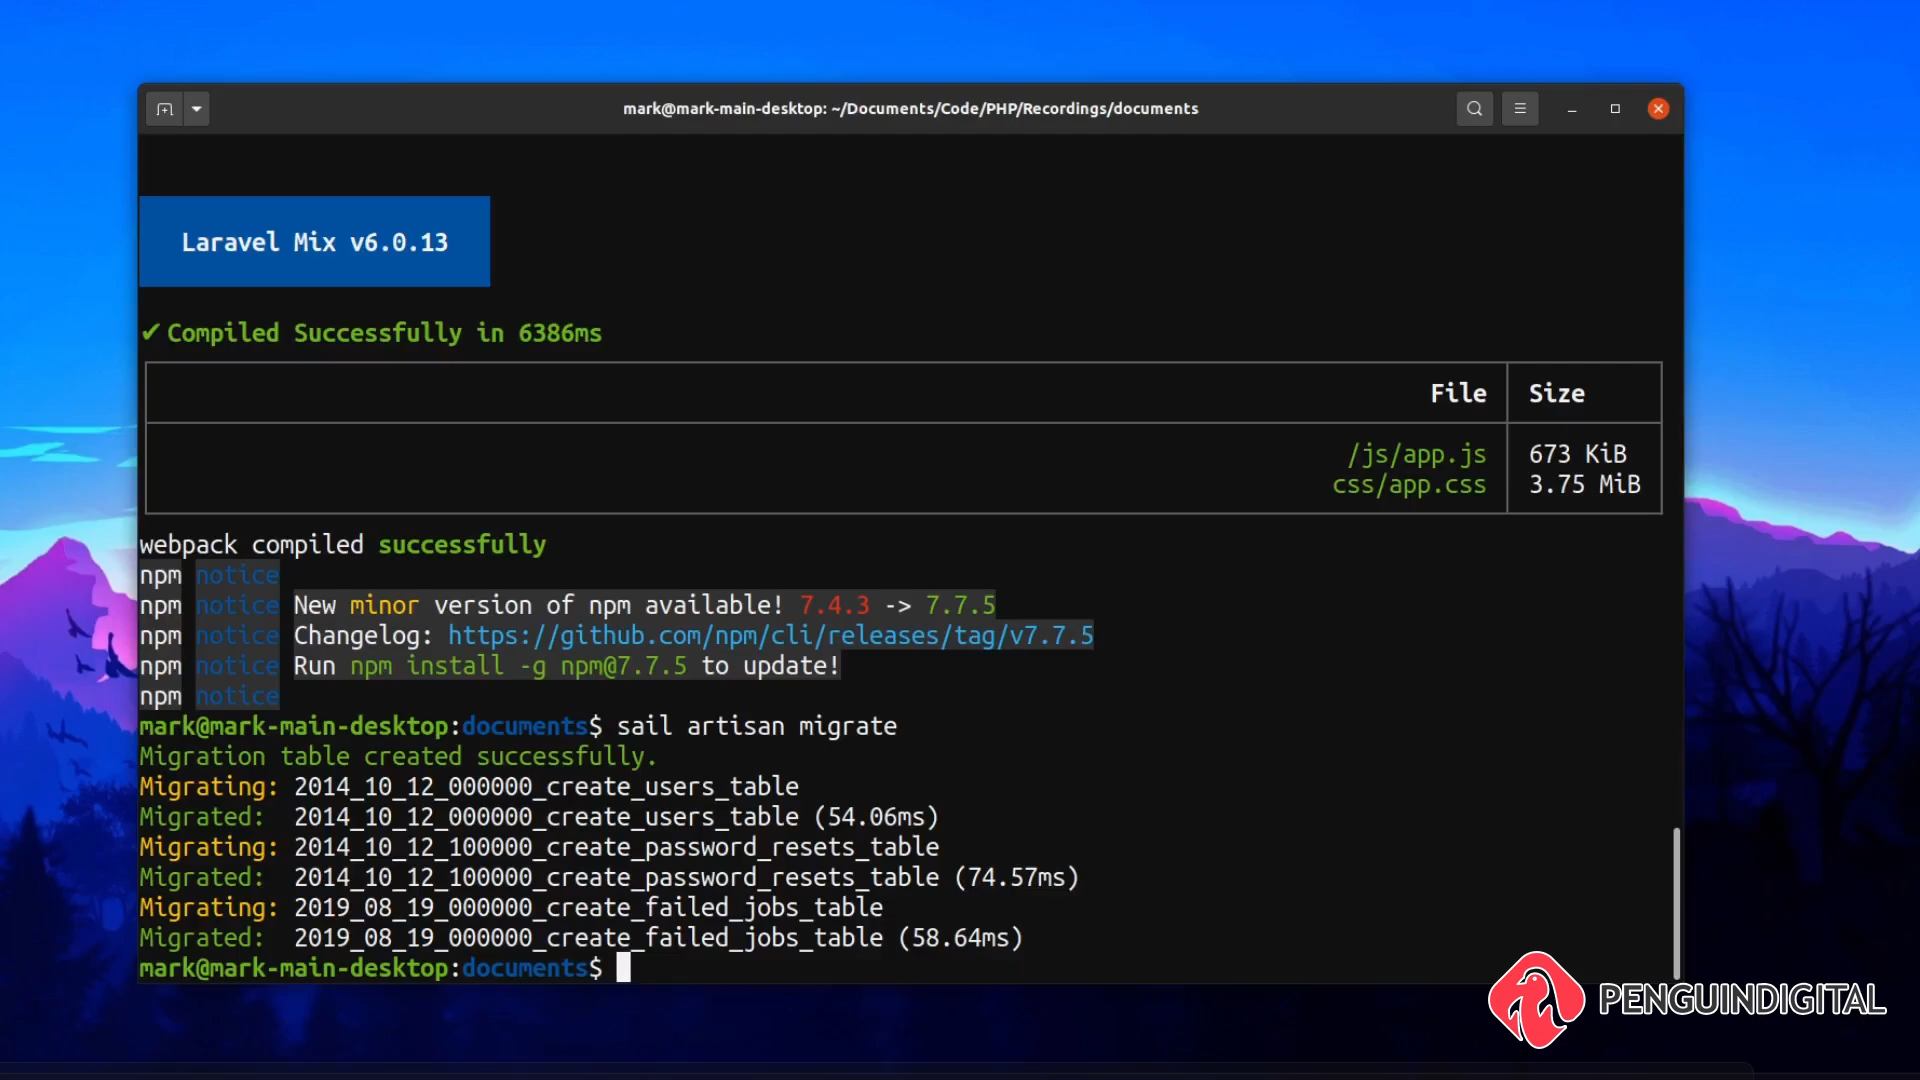 mark@mark-main-desktop: ~/Documents/Code/PHP/Recordings/documents
Laravel Mix v6.0.13
✔ Compiled Successfully in 6386ms
File Size
/js/app.js 673 KiB
css/app.css 3.75 MiB
webpack compiled successfully
npm notice
npm notice New minor version of npm available! 7.4.3 -> 7.7.5
npm notice Changelog: https://github.com/npm/cli/releases/tag/v7.7.5
npm notice Run npm install -g npm@7.7.5 to update!
npm notice
mark@mark-main-desktop:documents$ sail artisan migrate
Migration table created successfully.
Migrating: 2014_10_12_000000_create_users_table
Migrated:  2014_10_12_000000_create_users_table (54.06ms)
Migrating: 2014_10_12_100000_create_password_resets_table
Migrated:  2014_10_12_100000_create_password_resets_table (74.57ms)
Migrating: 2019_08_19_000000_create_failed_jobs_table
Migrated:  2019_08_19_000000_create_failed_jobs_table (58.64ms)
mark@mark-main-desktop:documents$
PENGUINDIGITAL